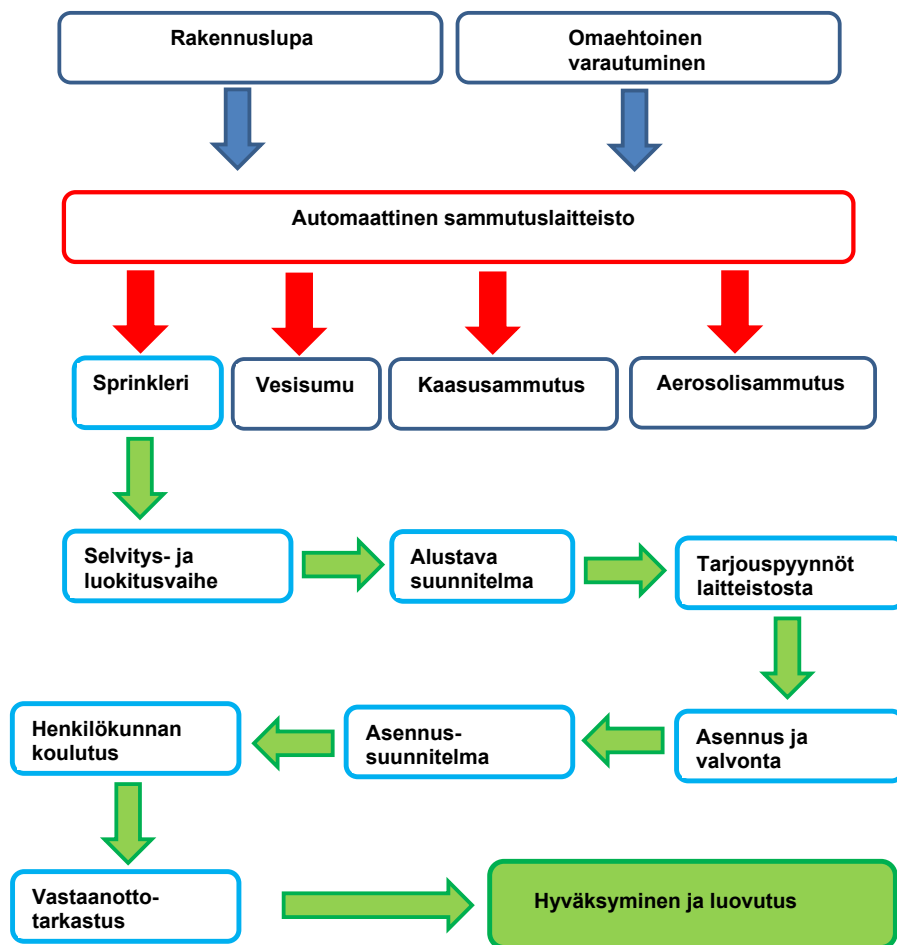 Rakennuslupa
Omaehtoinen
varautuminen
Automaattinen sammutuslaitteisto
Sprinkleri
Vesisumu
Kaasusammutus
Aerosolisammutus
Selvitys- ja
luokitusvaihe
Alustava
suunnitelma
Tarjouspyynnöt
laitteistosta
Henkilökunnan
koulutus
Asennus-
suunnitelma
Asennus ja
valvonta
Vastaanotto-
tarkastus
Hyväksyminen ja luovutus